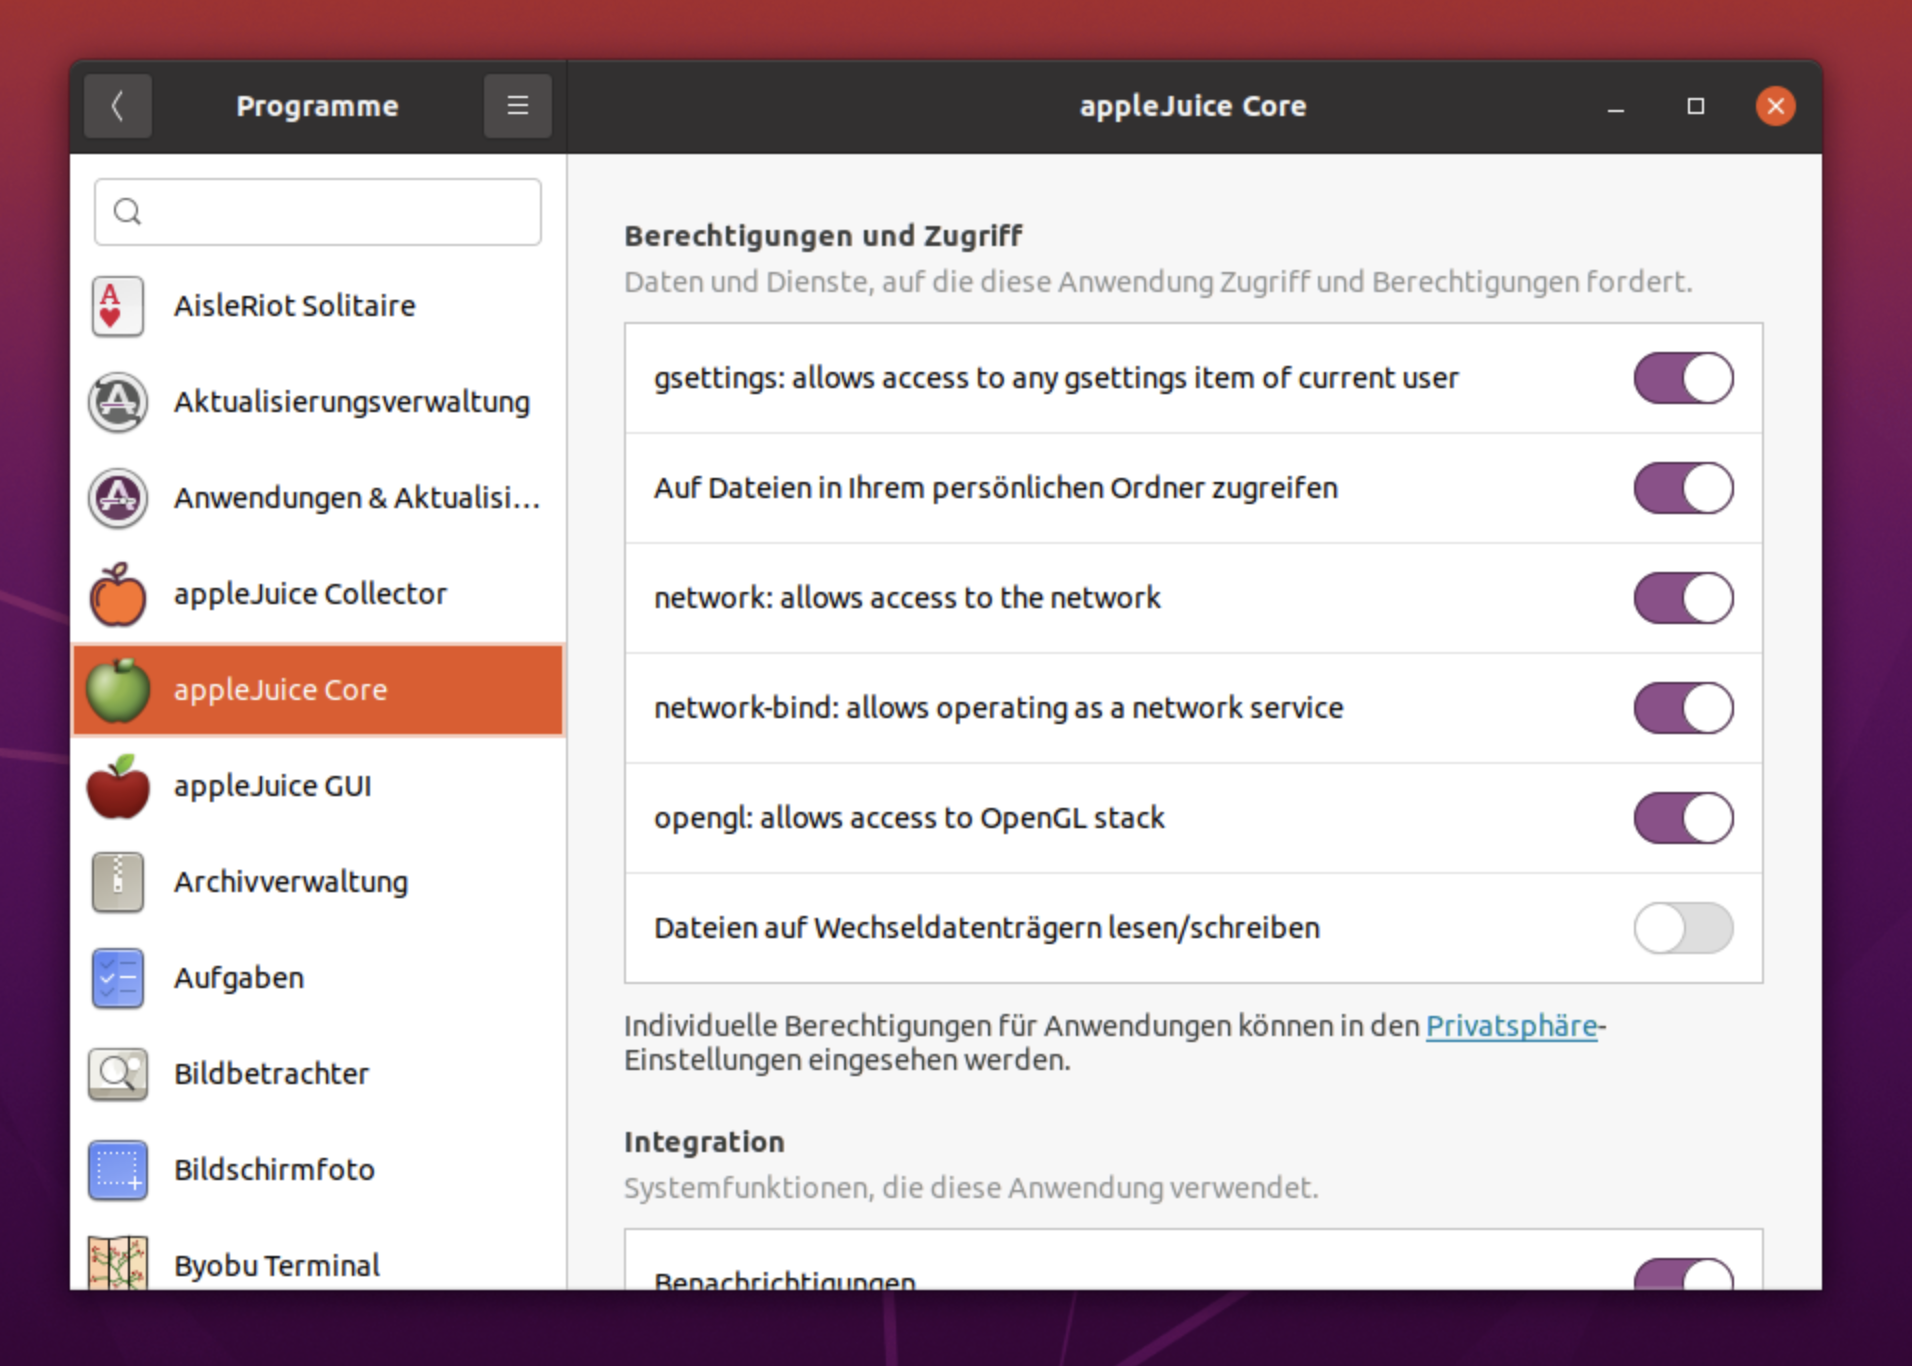 Programme
appleJuice Core
AisleRiot Solitaire
Aktualisierungsverwaltung
Anwendungen & Aktualisi...
appleJuice Collector
appleJuice Core
appleJuice GUI
Archivverwaltung
Aufgaben
Bildbetrachter
Bildschirmfoto
Byobu Terminal
Berechtigungen und Zugriff
Daten und Dienste, auf die diese Anwendung Zugriff und Berechtigungen fordert.
gsettings: allows access to any gsettings item of current user
Auf Dateien in Ihrem persönlichen Ordner zugreifen
network: allows access to the network
network-bind: allows operating as a network service
opengl: allows access to OpenGL stack
Dateien auf Wechseldatenträgern lesen/schreiben
Individuelle Berechtigungen für Anwendungen können in den Privatsphäre-
Einstellungen eingesehen werden.
Integration
Systemfunktionen, die diese Anwendung verwendet.
Benachrichtigungen